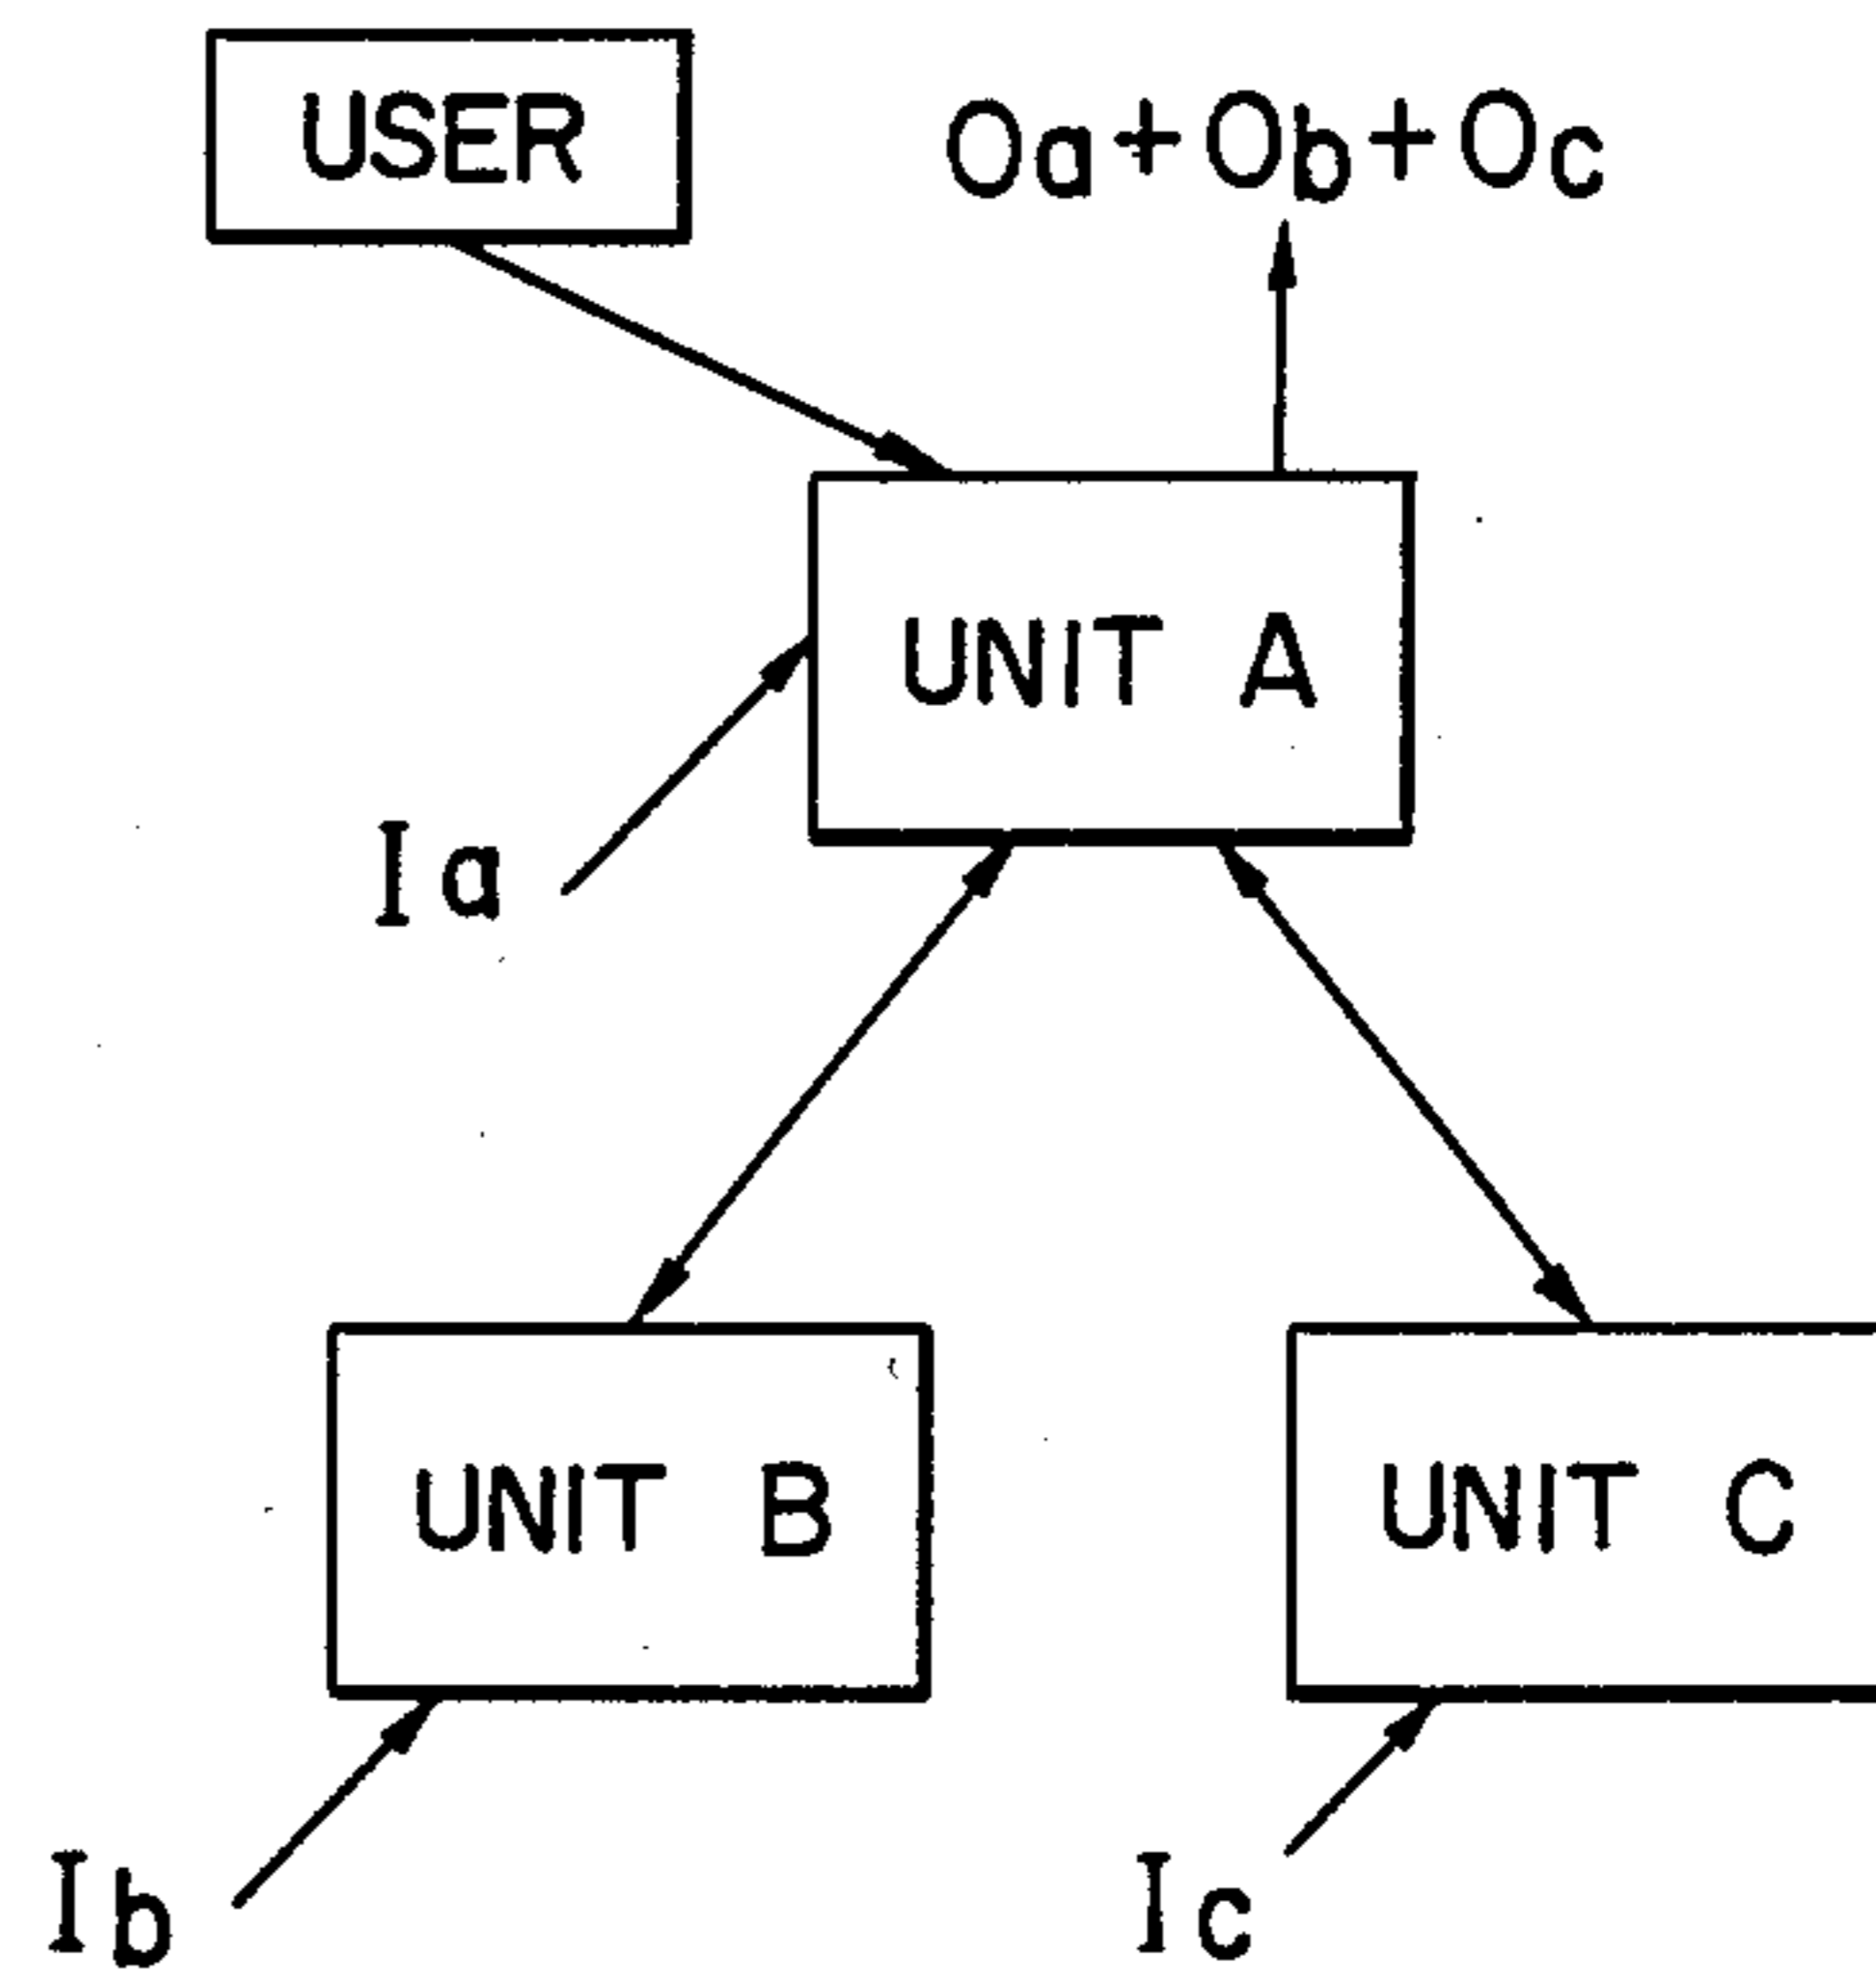 USER
Oa+Ob+Oc
UNIT A
Ia
UNIT B
UNIT C
Ib
Ic